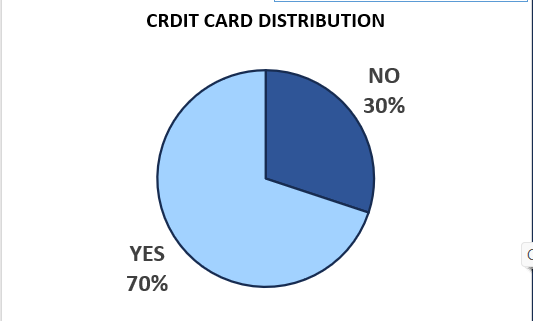 CRDIT CARD DISTRIBUTION
NO
30%
YES
70%